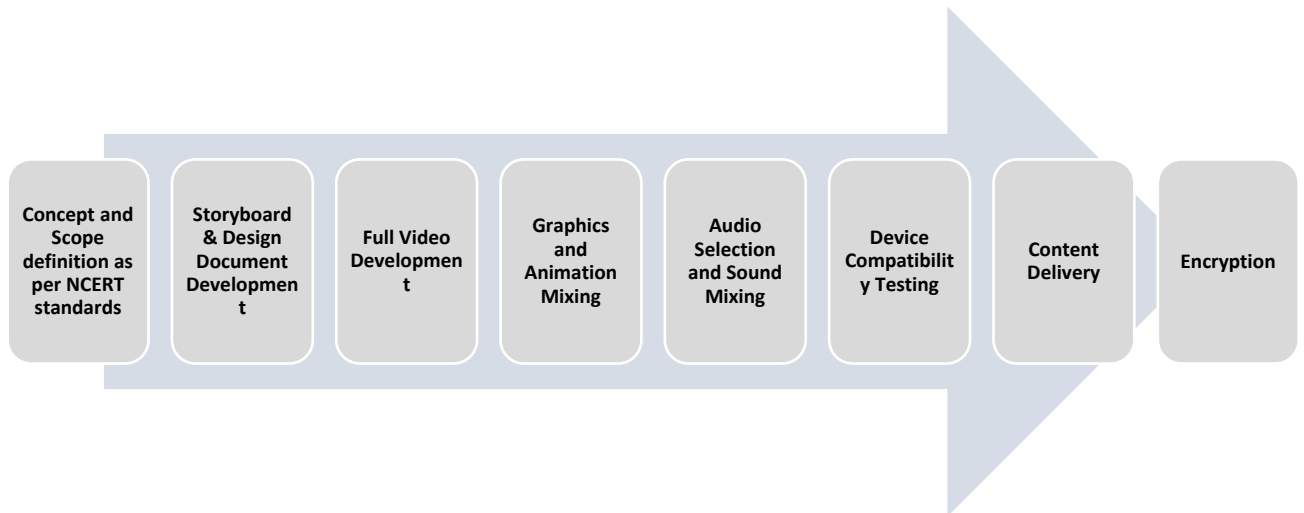 Concept and
Scope
definition as
per NCERT
standards
Storyboard
& Design
Document
Developmen
t
Full Video
Developmen
t
Graphics
and
Animation
Mixing
Audio
Selection
and Sound
Mixing
Device
Compatibilit
y Testing
Content
Delivery
Encryption